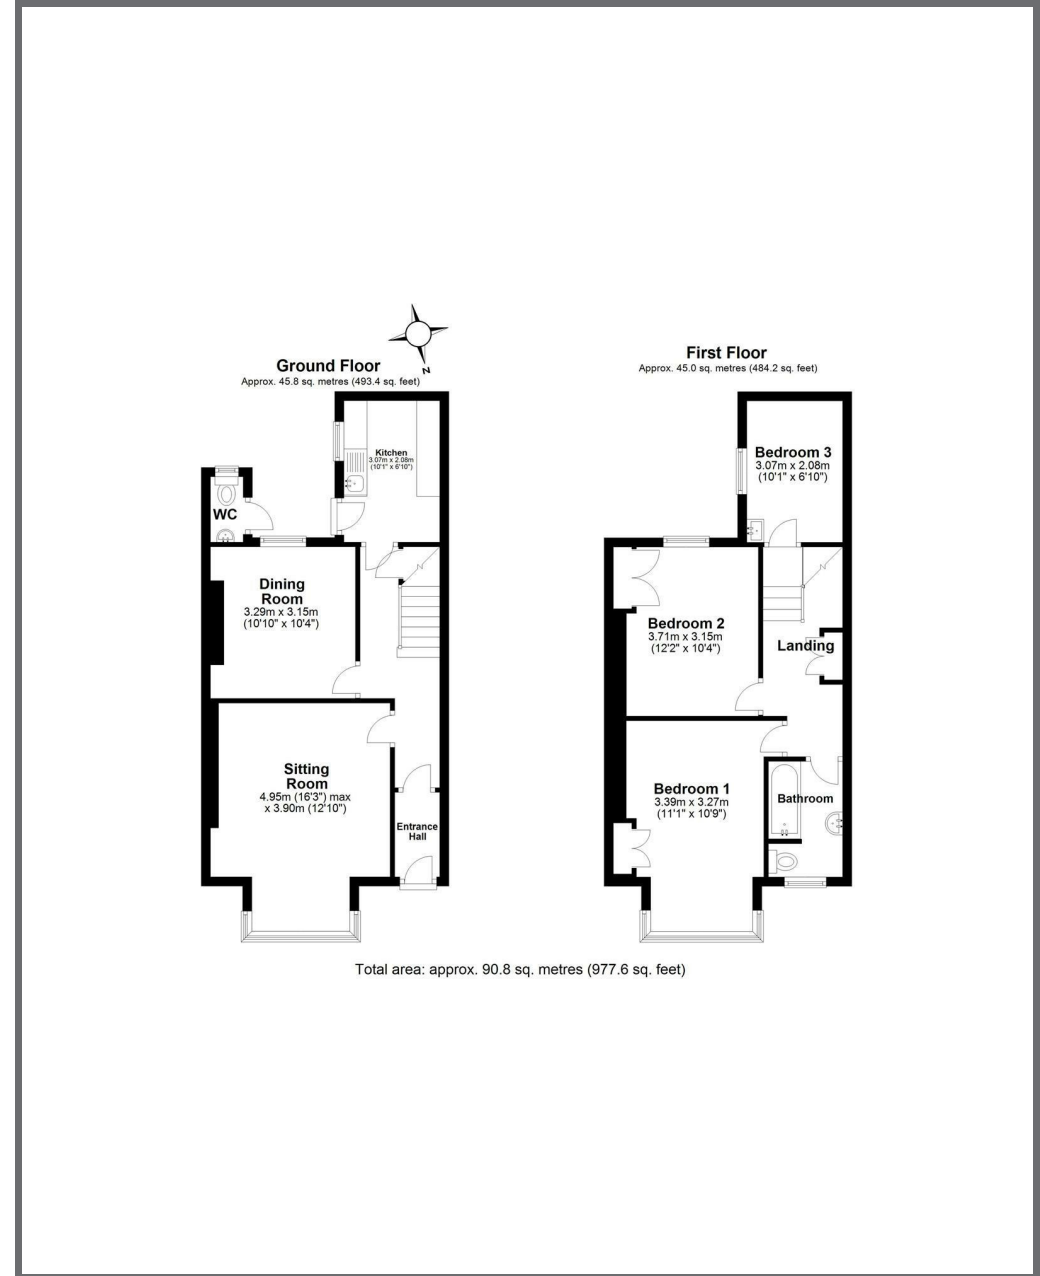 N
Ground Floor
Approx. 45.8 sq. metres (493.4 sq. feet)
Kitchen
3.07m x 2.08m
(10'1" x 6'10")
WC
Dining
Room
3.29m x 3.15m
(10'10" x 10'4")
Sitting
Room
4.95m (16'3") max
x 3.90m (12'10")
Entrance
Hall
First Floor
Approx. 45.0 sq. metres (484.2 sq. feet)
Bedroom 3
3.07m x 2.08m
(10'1" x 6'10")
Bedroom 2
3.71m x 3.15m
(12'2" x 10'4")
Landing
Bedroom 1
3.39m x 3.27m
(11'1" x 10'9")
Bathroom
Total area: approx. 90.8 sq. metres (977.6 sq. feet)